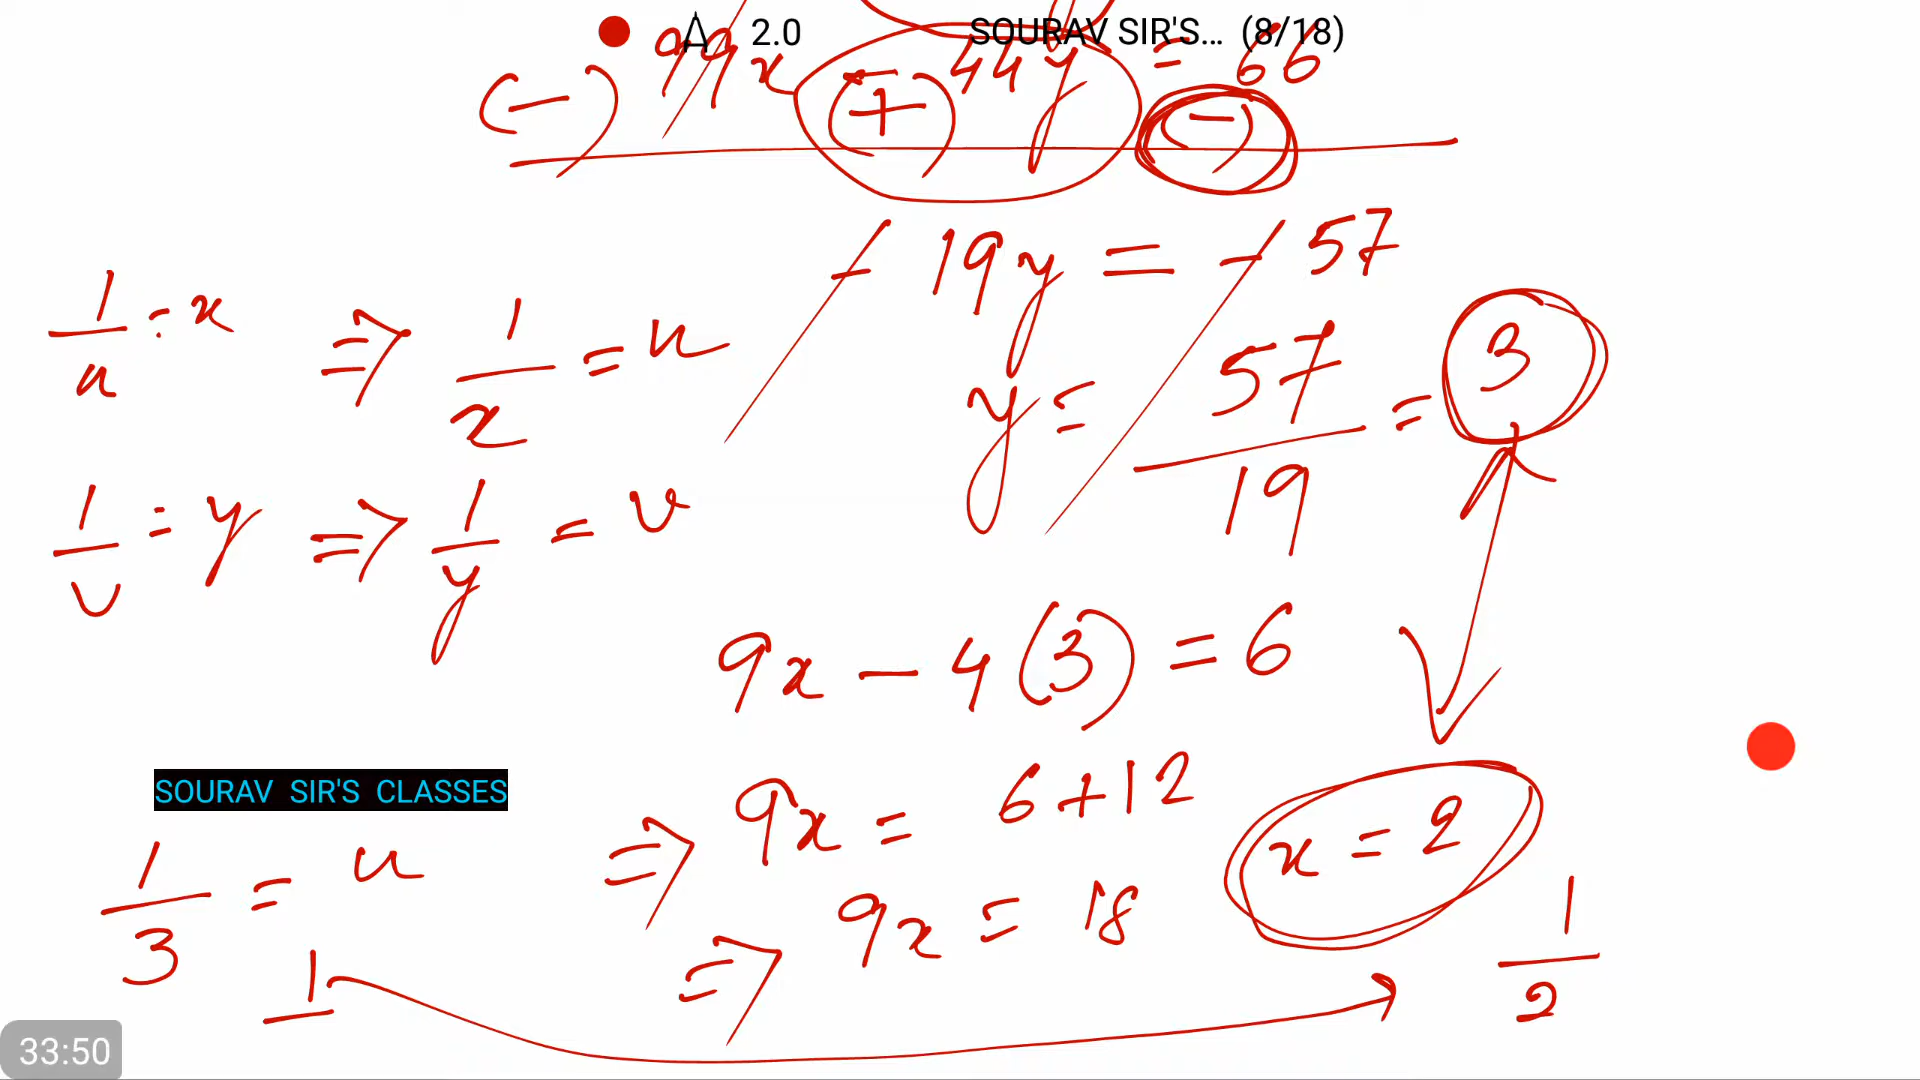 A 2.0 SOURAV SIR'S... (8/18)
99x 44y = 66
(−) (+) (−)
− 19y = − 57
1/u = x ⇒ 1/x = u
y = 57/19 = 3
1/v = y ⇒ 1/y = v
9x − 4(3) = 6
SOURAV SIR'S CLASSES
⇒ 9x = 6+12
x = 2
1/3 = u
⇒ 9x = 18
1/2
1
33:50